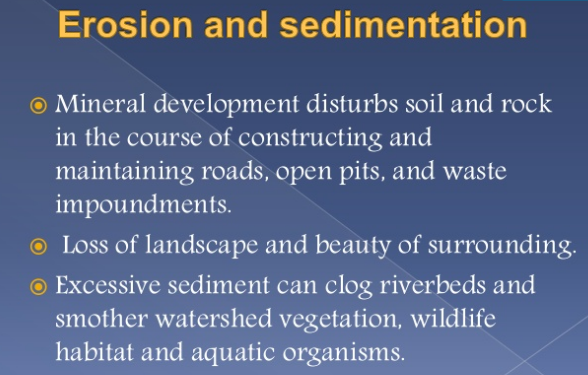 Erosion and sedimentation
Mineral development disturbs soil and rock
in the course of constructing and
maintaining roads, open pits, and waste
impoundments.
Loss of landscape and beauty of surrounding.
Excessive sediment can clog riverbeds and
smother watershed vegetation, wildlife
habitat and aquatic organisms.